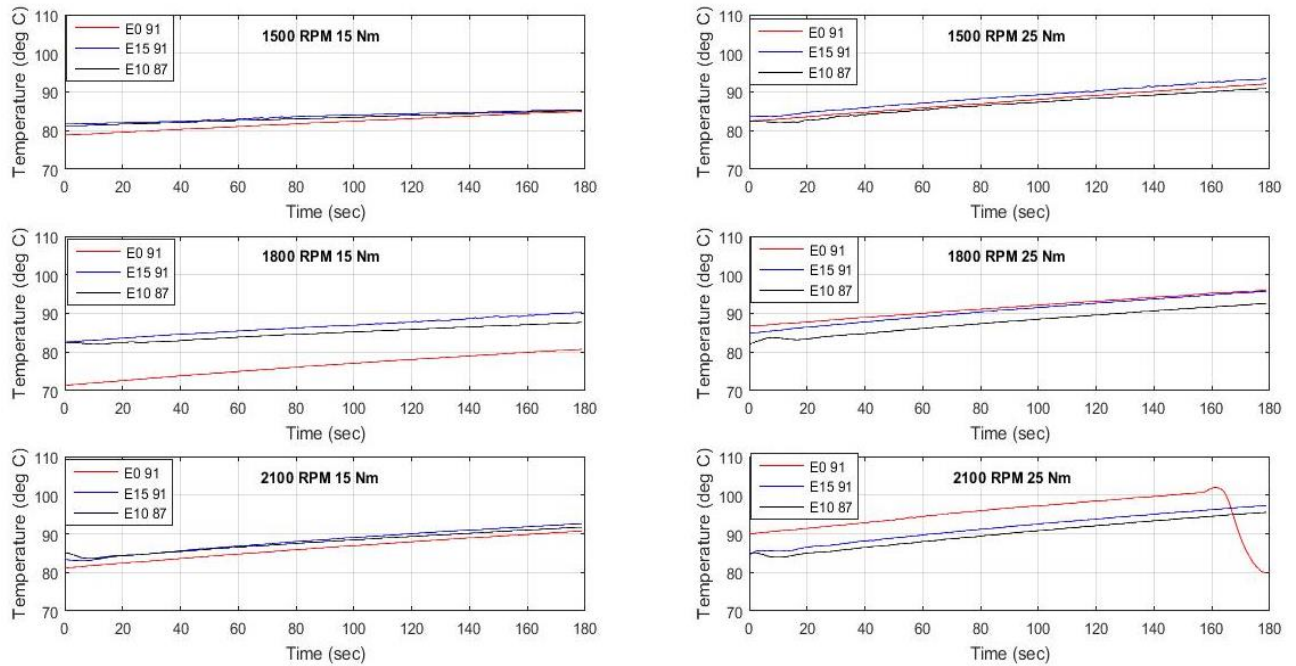 110
100
90
80
70
Temperature (deg C)
E0 91
E15 91
E10 87
1500 RPM 15 Nm
0 20 40 60 80 100 120 140 160 180
Time (sec)
110
100
90
80
70
Temperature (deg C)
E0 91
E15 91
E10 87
1500 RPM 25 Nm
0 20 40 60 80 100 120 140 160 180
Time (sec)
110
100
90
80
70
Temperature (deg C)
E0 91
E15 91
E10 87
1800 RPM 15 Nm
0 20 40 60 80 100 120 140 160 180
Time (sec)
110
100
90
80
70
Temperature (deg C)
E0 91
E15 91
E10 87
1800 RPM 25 Nm
0 20 40 60 80 100 120 140 160 180
Time (sec)
110
100
90
80
70
Temperature (deg C)
E0 91
E15 91
E10 87
2100 RPM 15 Nm
0 20 40 60 80 100 120 140 160 180
Time (sec)
110
100
90
80
70
Temperature (deg C)
E0 91
E15 91
E10 87
2100 RPM 25 Nm
0 20 40 60 80 100 120 140 160 180
Time (sec)